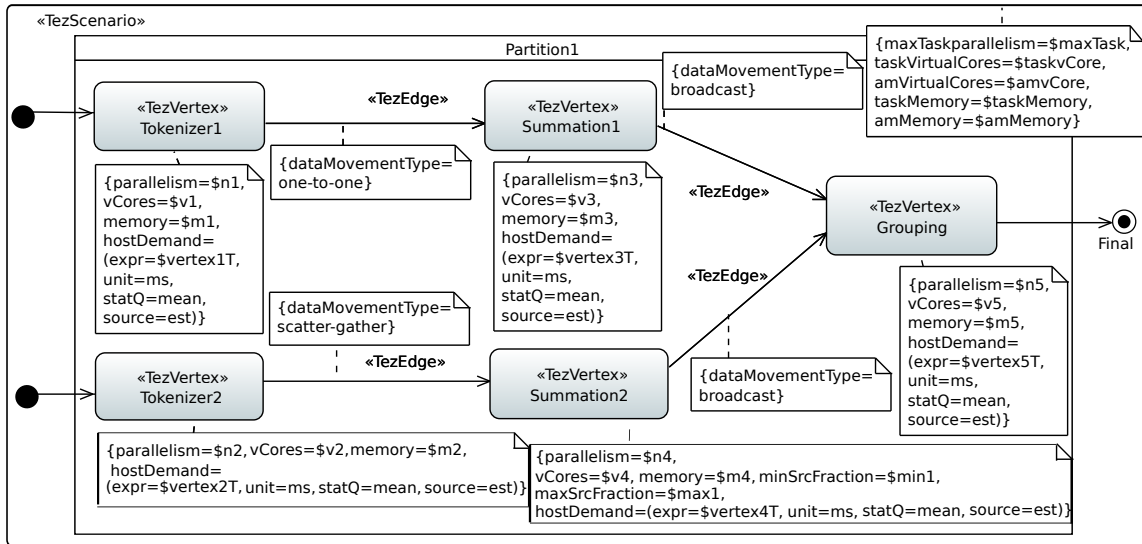 «TezScenario»
Partition1
{maxTaskparallelism=$maxTask,
taskVirtualCores=$taskvCore,
amVirtualCores=$amvCore,
taskMemory=$taskMemory,
amMemory=$amMemory}
«TezVertex»
Tokenizer1
«TezEdge»
«TezVertex»
Summation1
{dataMovementType=
broadcast}
{dataMovementType=
one-to-one}
{parallelism=$n1,
vCores=$v1,
memory=$m1,
hostDemand=
(expr=$vertex1T,
unit=ms,
statQ=mean,
source=est)}
{parallelism=$n3,
vCores=$v3,
memory=$m3,
hostDemand=
(expr=$vertex3T,
unit=ms,
statQ=mean,
source=est)}
«TezEdge»
«TezVertex»
Grouping
Final
«TezEdge»
{dataMovementType=
scatter-gather}
{parallelism=$n5,
vCores=$v5,
memory=$m5,
hostDemand=
(expr=$vertex5T,
unit=ms,
statQ=mean,
source=est)}
«TezVertex»
Tokenizer2
«TezEdge»
«TezVertex»
Summation2
{dataMovementType=
broadcast}
{parallelism=$n2, vCores=$v2, memory=$m2,
hostDemand=
(expr=$vertex2T, unit=ms, statQ=mean, source=est)}
{parallelism=$n4,
vCores=$v4, memory=$m4, minSrcFraction=$min1,
maxSrcFraction=$max1,
hostDemand=(expr=$vertex4T, unit=ms, statQ=mean, source=est)}